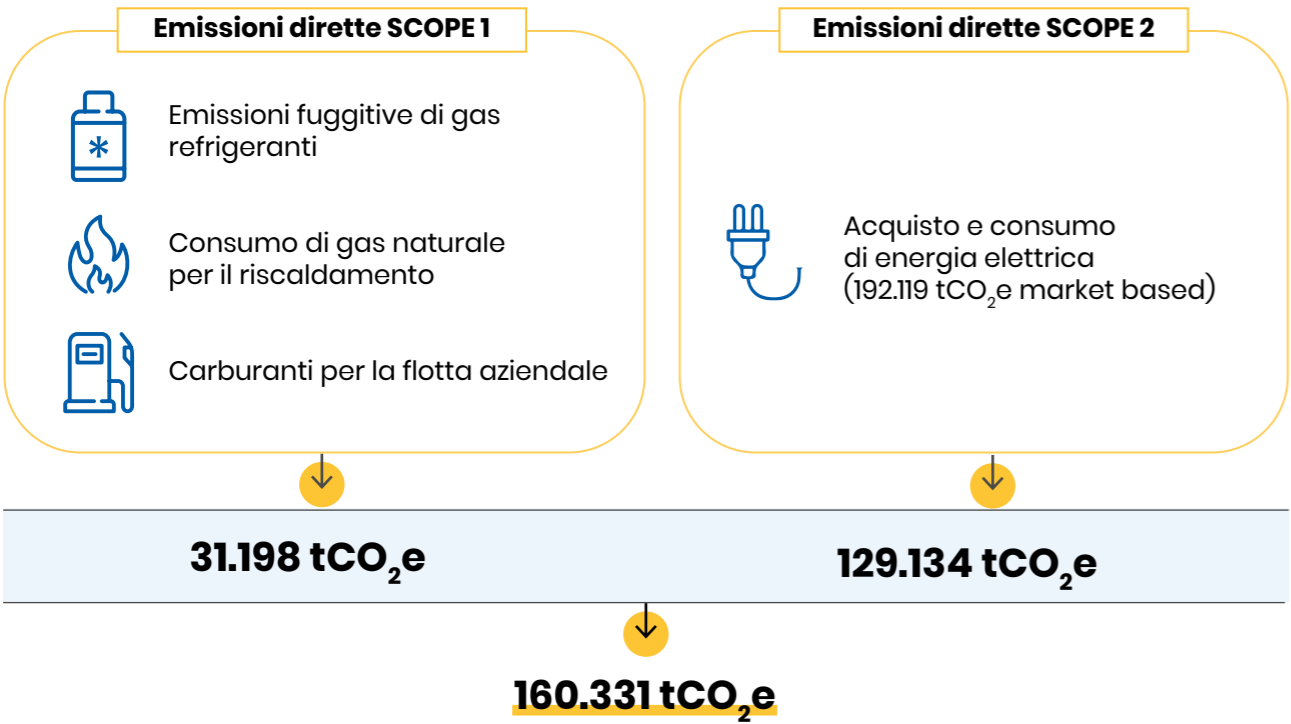 Emissioni dirette SCOPE 1
Emissioni fuggitive di gas
refrigeranti
Consumo di gas naturale
per il riscaldamento
Carburanti per la flotta aziendale
Emissioni dirette SCOPE 2
Acquisto e consumo
di energia elettrica
(192.119 tCO₂e market based)
31.198 tCO₂e
129.134 tCO₂e
160.331 tCO₂e